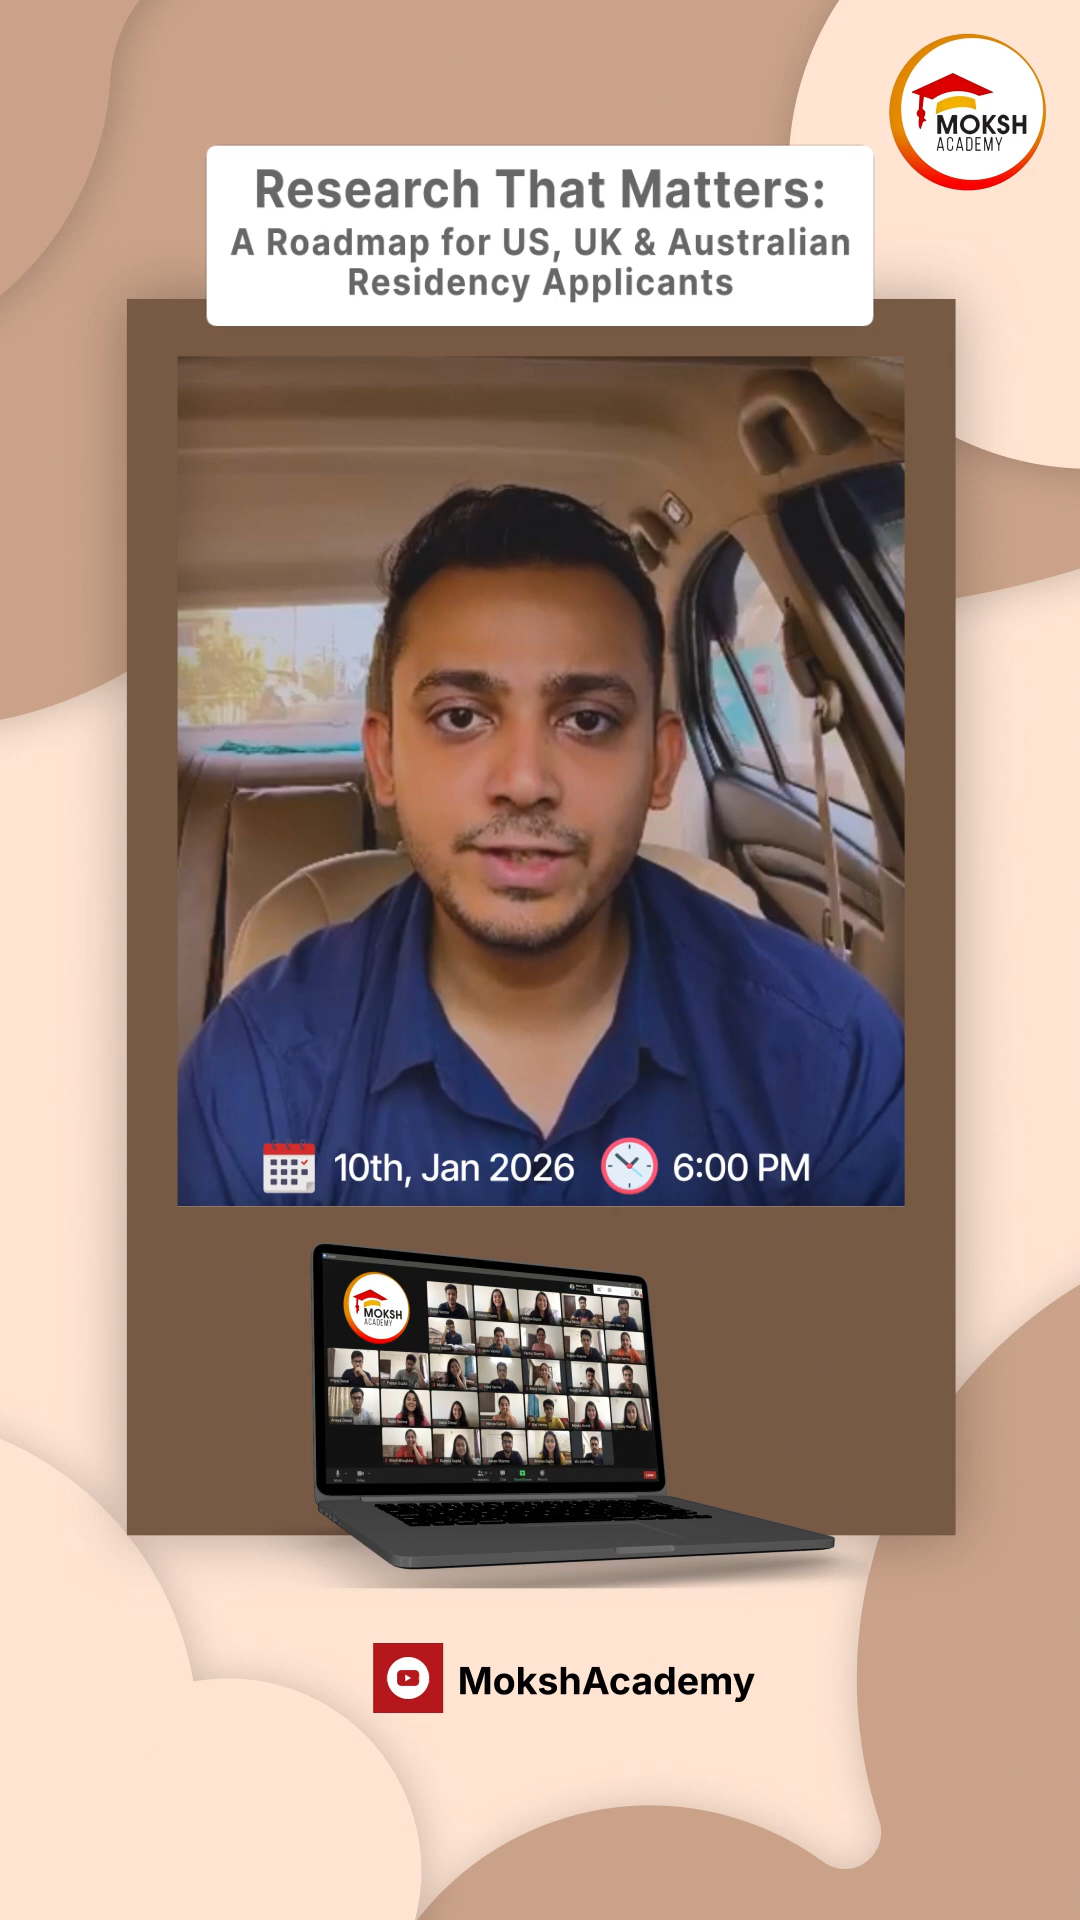 MOKSH
ACADEMY
Research That Matters:
A Roadmap for US, UK & Australian
Residency Applicants
10th, Jan 2026
6:00 PM
MOKSH
ACADEMY
MokshAcademy